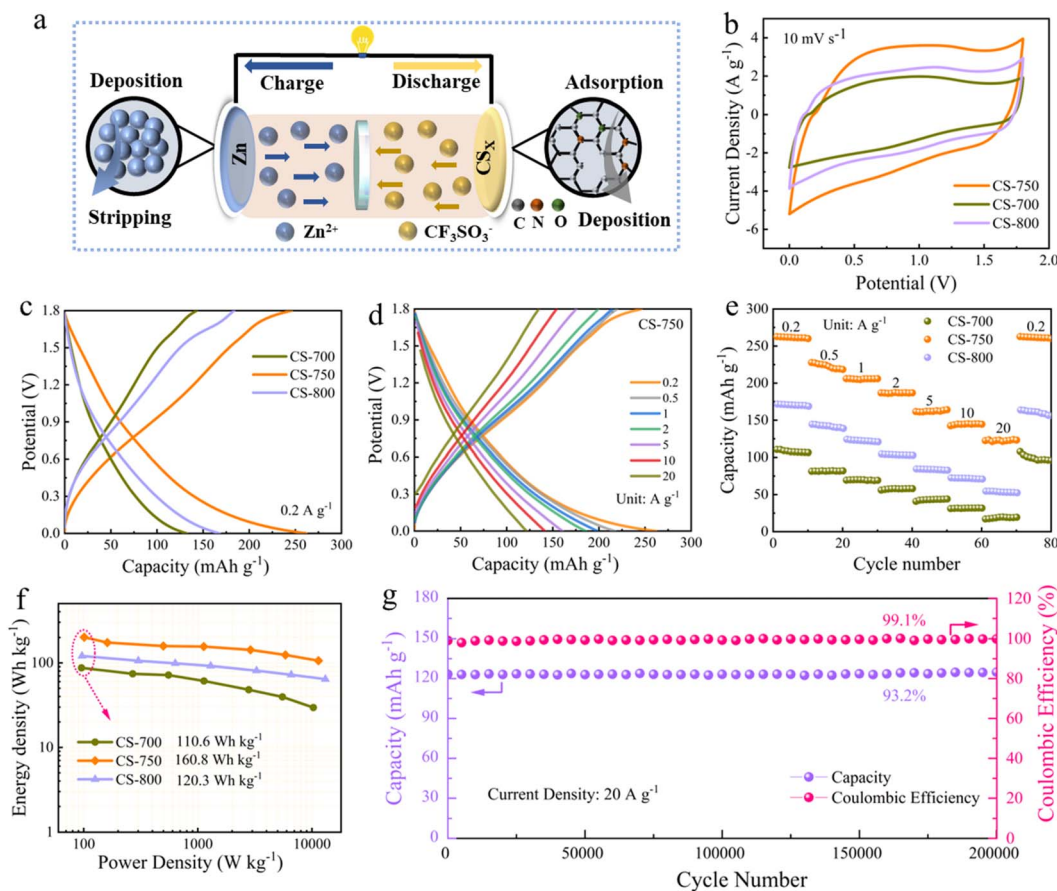 a
Charge
Discharge
Deposition
Stripping
Zn
CSX
Adsorption
Deposition
C N O
Zn2+
CF3SO3-
b
10 mV s-1
Current Density (A g-1)
4
2
0
-2
-4
-6
CS-750
CS-700
CS-800
0.0 0.5 1.0 1.5 2.0
Potential (V)
c
Potential (V)
1.8
1.5
1.2
0.9
0.6
0.3
0.0
CS-700
CS-750
CS-800
0.2 A g-1
0 50 100 150 200 250 300
Capacity (mAh g-1)
d
Potential (V)
1.8
1.5
1.2
0.9
0.6
0.3
0.0
CS-750
0.2
0.5
1
2
5
10
20
Unit: A g-1
0 50 100 150 200 250 300
Capacity (mAh g-1)
e
Capacity (mAh g-1)
300
250
200
150
100
50
0
0.2
Unit: A g-1
0.5
1
2
5
10
20
0.2
CS-700
CS-750
CS-800
0 20 40 60 80
Cycle number
f
Energy density (Wh kg-1)
100
10
1
CS-700 110.6 Wh kg-1
CS-750 160.8 Wh kg-1
CS-800 120.3 Wh kg-1
100 1000 10000
Power Density (W kg-1)
g
Capacity (mAh g-1)
180
150
120
90
60
30
0
99.1%
93.2%
Capacity
Coulombic Efficiency
Current Density: 20 A g-1
0 50000 100000 150000 200000
Cycle Number
120
100
80
60
40
20
0
Coulombic Efficiency (%)